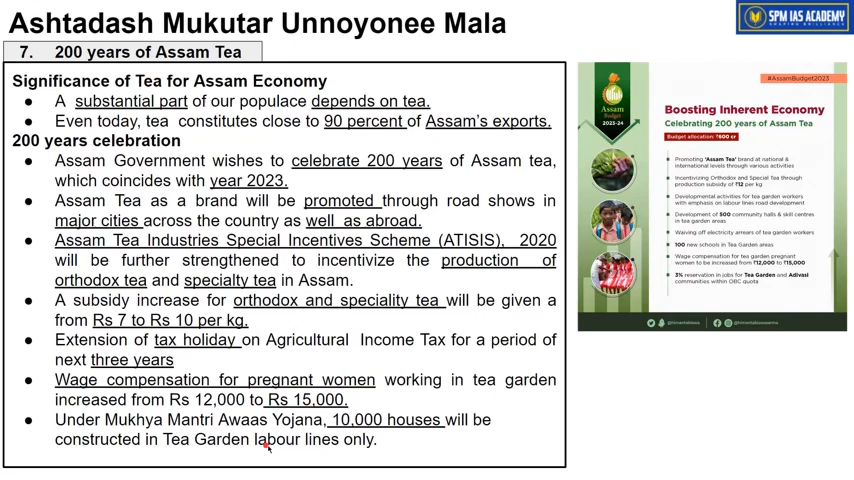 Ashtadash Mukutar Unnoyonee Mala
SPM IAS ACADEMY
SHAPING BRILLIANCE
7. 200 years of Assam Tea
Significance of Tea for Assam Economy
● A substantial part of our populace depends on tea.
● Even today, tea constitutes close to 90 percent of Assam's exports.
200 years celebration
● Assam Government wishes to celebrate 200 years of Assam tea,
which coincides with year 2023.
● Assam Tea as a brand will be promoted through road shows in
major cities across the country as well as abroad.
● Assam Tea Industries Special Incentives Scheme (ATISIS), 2020
will be further strengthened to incentivize the production of
orthodox tea and specialty tea in Assam.
● A subsidy increase for orthodox and speciality tea will be given a
from Rs 7 to Rs 10 per kg.
● Extension of tax holiday on Agricultural Income Tax for a period of
next three years
● Wage compensation for pregnant women working in tea garden
increased from Rs 12,000 to Rs 15,000.
● Under Mukhya Mantri Awaas Yojana, 10,000 houses will be
constructed in Tea Garden labour lines only.
#AssamBudget2023
Assam
Budget
2023-24
Boosting Inherent Economy
Celebrating 200 years of Assam Tea
Budget allocation: ₹600 cr
Promoting 'Assam Tea' brand at national &
international levels through various activities
Incentivizing Orthodox and Special Tea through
production subsidy of ₹12 per kg
Developmental activities for tea garden workers
with emphasis on labour lines road development
Development of 500 community halls & skill centres
in tea garden areas
Waiving off electricity arrears of tea garden workers
100 new schools in Tea Garden areas
Wage compensation for tea garden pregnant
women to be increased from ₹12,000 to ₹15,000
3% reservation in jobs for Tea Garden and Adivasi
communities within OBC quota